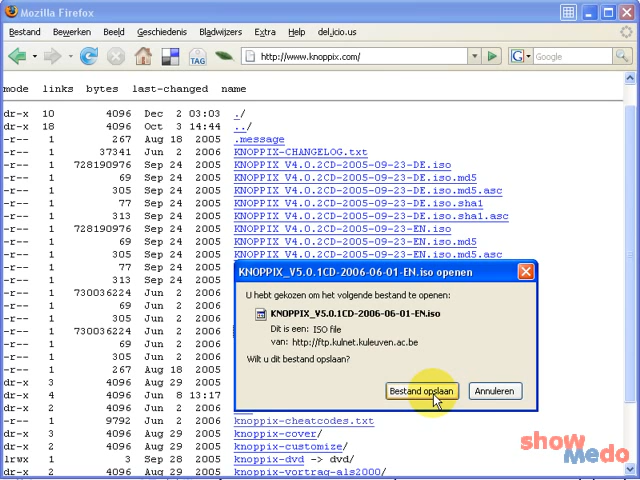 Mozilla Firefox
Bestand Bewerken Beeld Geschiedenis Bladwijzers Extra Help del.icio.us
TAG http://www.knoppix.com/ G Google
mode links bytes last-changed name
dr-x 10 4096 Dec 2 03:03 ./
dr-x 18 4096 Oct 3 14:44 ../
-r-- 1 267 Aug 18 2005 .message
-r-- 1 37341 Jun 2 2006 KNOPPIX-CHANGELOG.txt
-r-- 1 728190976 Sep 24 2005 KNOPPIX_V4.0.2CD-2005-09-23-DE.iso
-r-- 1 69 Sep 24 2005 KNOPPIX_V4.0.2CD-2005-09-23-DE.iso.md5
-r-- 1 305 Sep 24 2005 KNOPPIX_V4.0.2CD-2005-09-23-DE.iso.md5.asc
-r-- 1 77 Sep 24 2005 KNOPPIX_V4.0.2CD-2005-09-23-DE.iso.sha1
-r-- 1 313 Sep 24 2005 KNOPPIX_V4.0.2CD-2005-09-23-DE.iso.sha1.asc
-r-- 1 728190976 Sep 24 2005 KNOPPIX_V4.0.2CD-2005-09-23-EN.iso
-r-- 1 69 Sep 24 2005 KNOPPIX_V4.0.2CD-2005-09-23-EN.iso.md5
-r-- 1 305 Sep 24 2005 KNOPPIX_V4.0.2CD-2005-09-23-EN.iso.md5.asc
-r-- 1 77 Sep 24 2005
-r-- 1 313 Sep 24 2005
-r-- 1 730036224 Jun 2 2006
-r-- 1 69 Jun 2 2006
-r-- 1 305 Jun 2 2006
-r-- 1 730036224 Jun 2 2006
-r-- 1 69 Jun 2 2006
-r-- 1 305 Jun 2 2006
-r-- 1 267 Aug 18 2005
dr-x 3 4096 Aug 29 2005
dr-x 4 4096 Jun 8 13:17
dr-x 2 4096 Jun 2 2006
-r-- 1 9792 Jun 2 2006 knoppix-cheatcodes.txt
dr-x 3 4096 Aug 29 2005 knoppix-cover/
dr-x 2 4096 Aug 29 2005 knoppix-customize/
lrwx 1 3 Sep 28 2005 knoppix-dvd -> dvd/
dr-x 2 4096 Aug 29 2005 knoppix-vortrag-als2000/
KNOPPIX_V5.0.1CD-2006-06-01-EN.iso openen
U hebt gekozen om het volgende bestand te openen:
KNOPPIX_V5.0.1CD-2006-06-01-EN.iso
Dit is een: ISO file
van: http://ftp.kulnet.kuleuven.ac.be
Wilt u dit bestand opslaan?
Bestand opslaan Annuleren
show
Medo